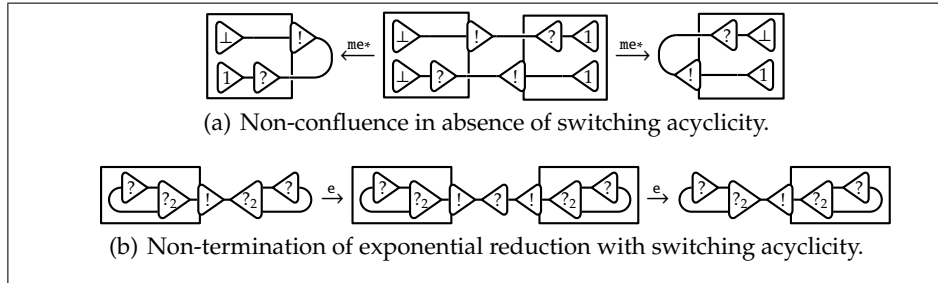 ⊥ ! me* ⊥ ! ? 1 me* ? ⊥
1 ? ⊥ ? ! 1 ! 1
(a) Non-confluence in absence of switching acyclicity.
? ?₂ ! ?₂ ? e ? ?₂ ! ? ! ?₂ ? e ? ?₂ ! ?₂ ?
(b) Non-termination of exponential reduction with switching acyclicity.